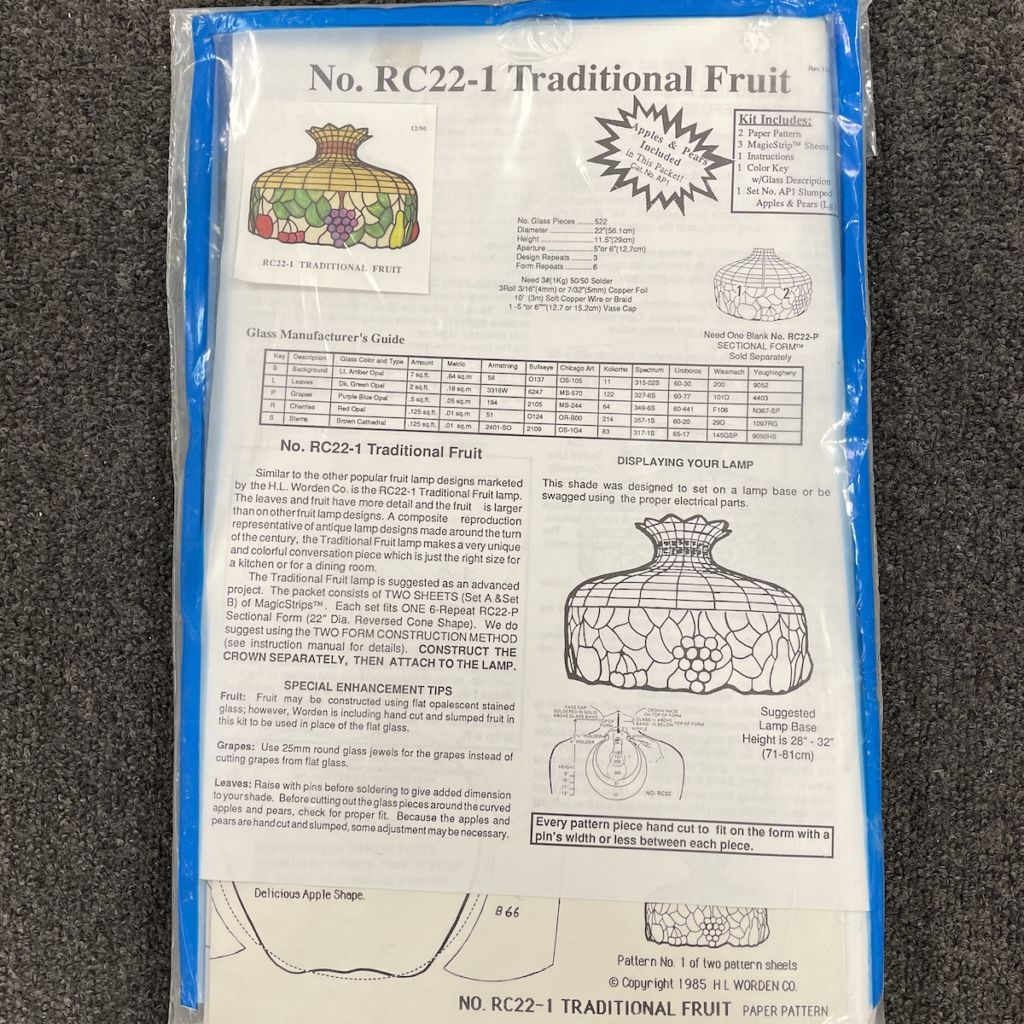 No. RC22-1 Traditional Fruit
12/90
RC22-1 TRADITIONAL FRUIT
Apples & Pears
Included
in This Packet!
Cat. No. AP1
Kit Includes:
2 Paper Pattern
3 MagicStrip™ Sheets
1 Instructions
1 Color Key
w/Glass Description
1 Set No. AP1 Slumped
Apples & Pears
No. Glass Pieces ........ 522
Diameter ..................... 22"(56.1cm)
Height ......................... 11.5"(29cm)
Aperture ..................... 5"or 6"(12.7cm)
Design Repeats .......... 3
Form Repeats ............. 6
Need 3#(1Kg) 50/50 Solder
3Roll 3/16"(4mm) or 7/32"(5mm) Copper Foil
10' (3m) Soft Copper Wire or Braid
1 -5 "or 6""(12.7 or 15.2cm) Vase Cap
1 2
Need One Blank No. RC22-P
SECTIONAL FORM™
Sold Separately
Glass Manufacturer's Guide
Key Description Glass Color and Type Amount Metric Armstrong Bullseye Chicago Art Kokomo Spectrum Uroboros Wissmach Youghiogheny
B Background Lt. Amber Opal 7 sq.ft. .64 sq.m 58 O137 OS-105 11 315-02S 60-30 200 9052
L Leaves Dk. Green Opal 2 sq.ft. .18 sq.m 3318W 6247 MS-570 122 327-6S 60-77 101D 4403
P Grapes Purple Blue Opal .5 sq.ft. .05 sq.m 194 2105 MS-244 64 349-6S 60-441 F106 N367-SP
R Cherries Red Opal .125 sq.ft. .01 sq.m 51 O124 OR-800 214 357-1S 60-20 29D 1097RG
S Stems Brown Cathedral .125 sq.ft. .01 sq.m 2401-SO 2109 OS-1G4 83 317-1S 65-17 145GSP 9050HS
No. RC22-1 Traditional Fruit
Similar to the other popular fruit lamp designs marketed
by the H.L. Worden Co. is the RC22-1 Traditional Fruit lamp.
The leaves and fruit have more detail and the fruit is larger
than on other fruit lamp designs. A composite reproduction
representative of antique lamp designs made around the turn
of the century, the Traditional Fruit lamp makes a very unique
and colorful conversation piece which is just the right size for
a kitchen or for a dining room.
The Traditional Fruit lamp is suggested as an advanced
project. The packet consists of TWO SHEETS (Set A &Set
B) of MagicStrips™. Each set fits ONE 6-Repeat RC22-P
Sectional Form (22" Dia. Reversed Cone Shape). We do
suggest using the TWO FORM CONSTRUCTION METHOD
(see instruction manual for details). CONSTRUCT THE
CROWN SEPARATELY, THEN ATTACH TO THE LAMP.
SPECIAL ENHANCEMENT TIPS
Fruit: Fruit may be constructed using flat opalescent stained
glass; however, Worden is including hand cut and slumped fruit in
this kit to be used in place of the flat glass.
Grapes: Use 25mm round glass jewels for the grapes instead of
cutting grapes from flat glass.
Leaves: Raise with pins before soldering to give added dimension
to your shade. Before cutting out the glass pieces around the curved
apples and pears, check for proper fit. Because the apples and
pears are hand cut and slumped, some adjustment may be necessary.
DISPLAYING YOUR LAMP
This shade was designed to set on a lamp base or be
swagged using the proper electrical parts.
VASE CAP
SOLDERED IN SOLID
ABOVE GLASS BAND
CROWN MADE
ON TOP OF FORM
HOLDER
HEIGHT
NO. RC22
Suggested
Lamp Base
Height is 28" - 32"
(71-81cm)
Every pattern piece hand cut to fit on the form with a
pin's width or less between each piece.
Delicious Apple Shape.
B66
Pattern No. 1 of two pattern sheets
© Copyright 1985 H L WORDEN CO.
NO. RC22-1 TRADITIONAL FRUIT PAPER PATTERN